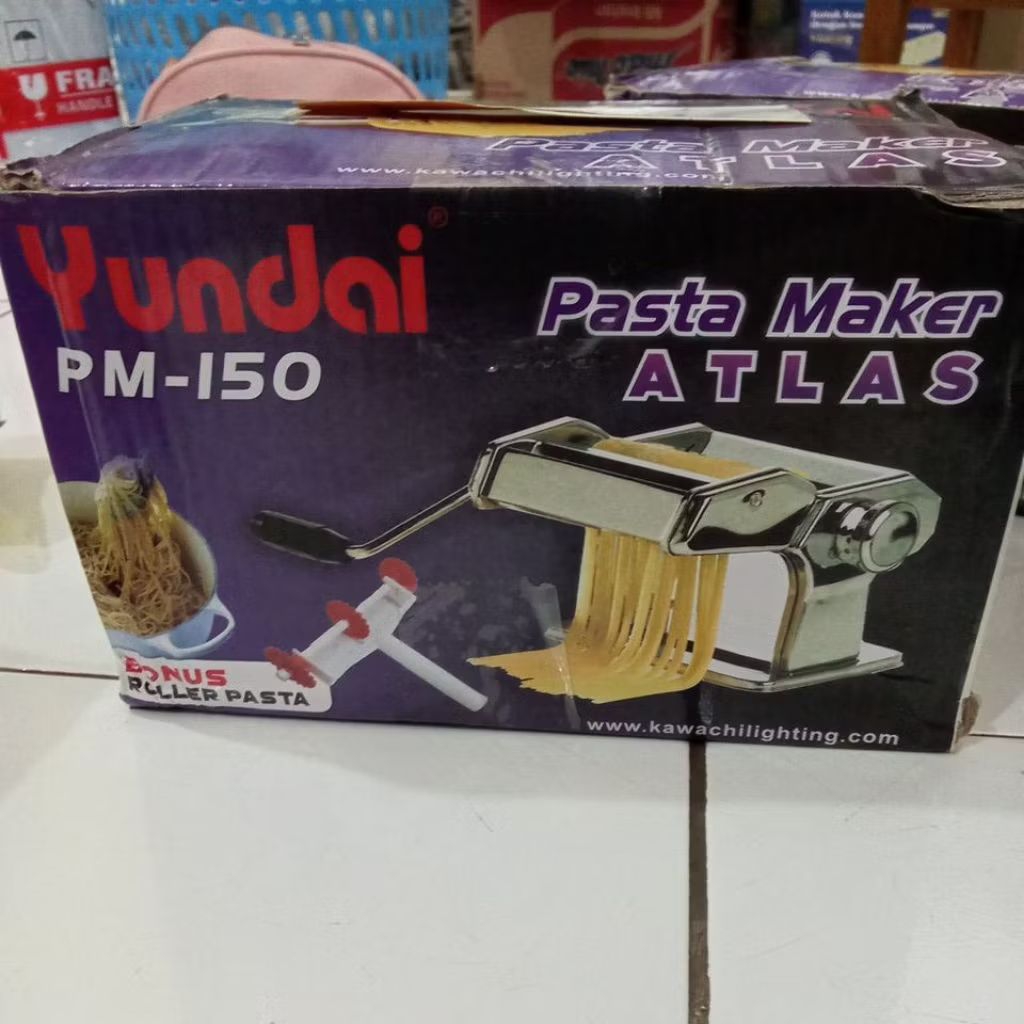 FRA
HANDLE
Pasta Maker
ATLAS
www.kawachilighting.com
Yundai®
PM-150
Pasta Maker
ATLAS
BONUS
ROLLER PASTA
www.kawachilighting.com